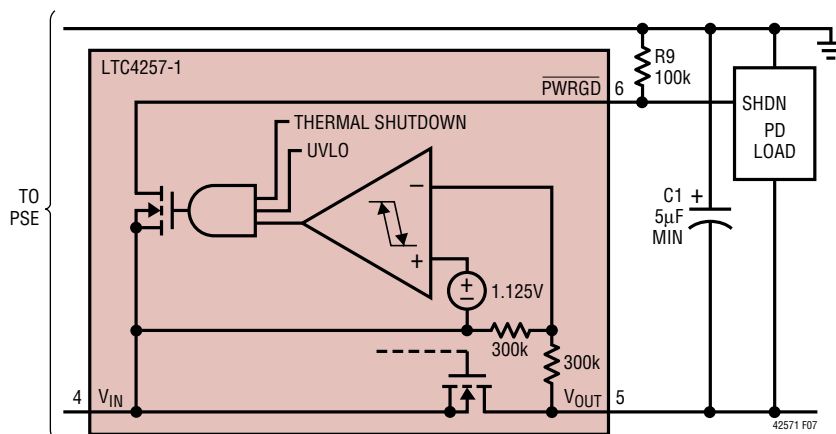 LTC4257-1
PWRGD
6
R9
100k
SHDN
PD
LOAD
THERMAL SHUTDOWN
UVLO
TO
PSE
–
+
+
–
1.125V
C1
+
5μF
MIN
300k
300k
4
VIN
VOUT
5
42571 F07